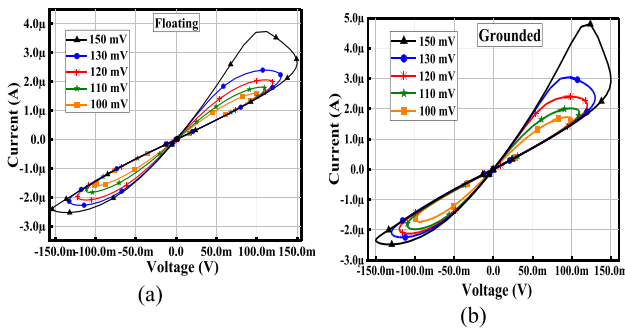 (a)
Floating
150 mV
130 mV
120 mV
110 mV
100 mV
4.0μ
3.0μ
2.0μ
1.0μ
0.0
-1.0μ
-2.0μ
-3.0μ
Current (A)
-150.0m -100.0m -50.0m 0.0 50.0m 100.0m 150.0m
Voltage (V)
(a)
(b)
Grounded
150 mV
130 mV
120 mV
110 mV
100 mV
5.0μ
4.0μ
3.0μ
2.0μ
1.0μ
0.0
-1.0μ
-2.0μ
-3.0μ
Current (A)
-150.0m -100.0m -50.0m 0.0 50.0m 100.0m 150.0m
Voltage (V)
(b)